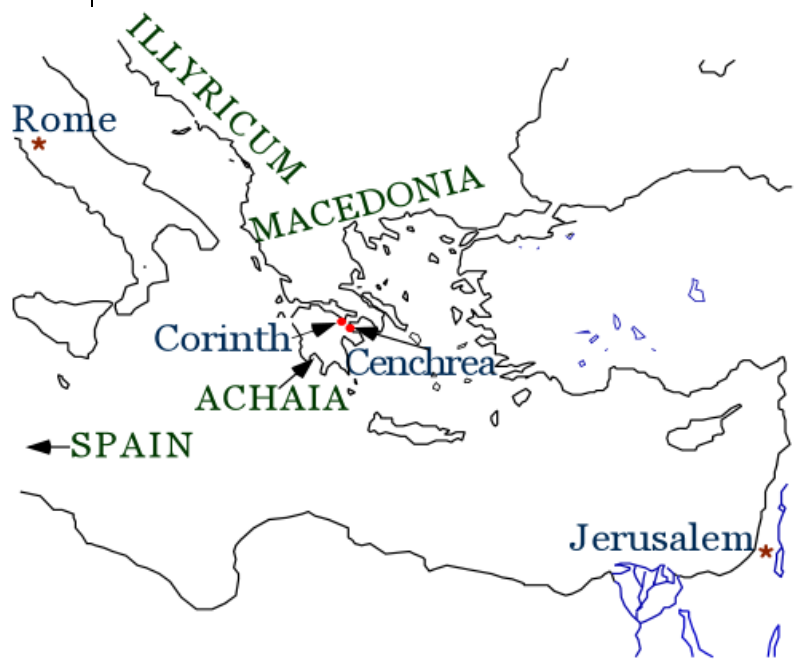 ILLYRICUM
Rome
MACEDONIA
Corinth
Cenchrea
ACHAIA
SPAIN
Jerusalem